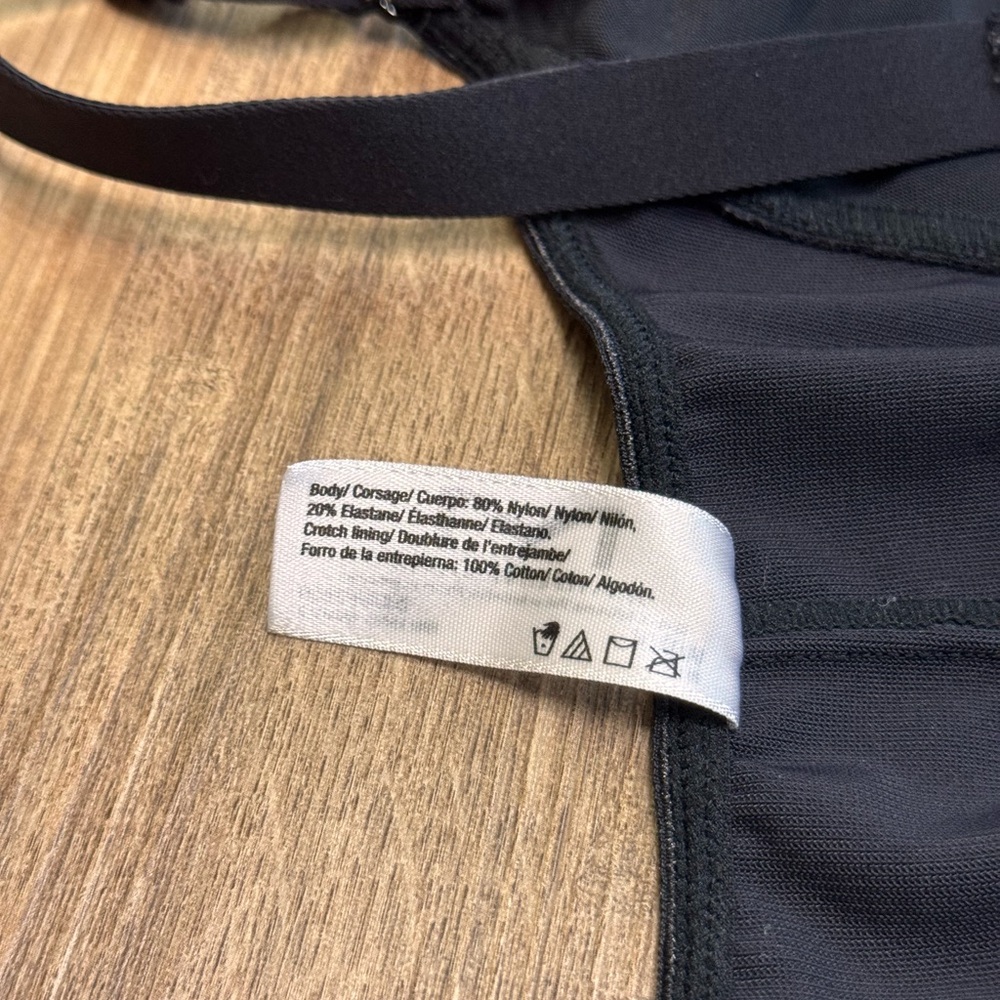 Body/ Corsage/ Cuerpo: 80% Nylon/ Nylon/ Nilón,
20% Elastane/ Élasthanne/ Elastano.
Crotch lining/ Doublure de l'entrejambe/
Forro de la entrepierna: 100% Cotton/ Coton/ Algodón.